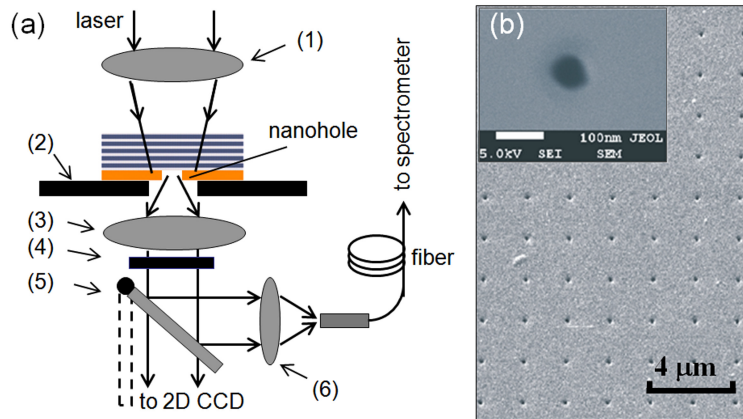 (a)
laser
(1)
nanohole
(2)
(3)
(4)
(5)
(6)
to spectrometer
fiber
to 2D CCD
(b)
100nm JEOL
5.0kV SEI SEM
4 μm